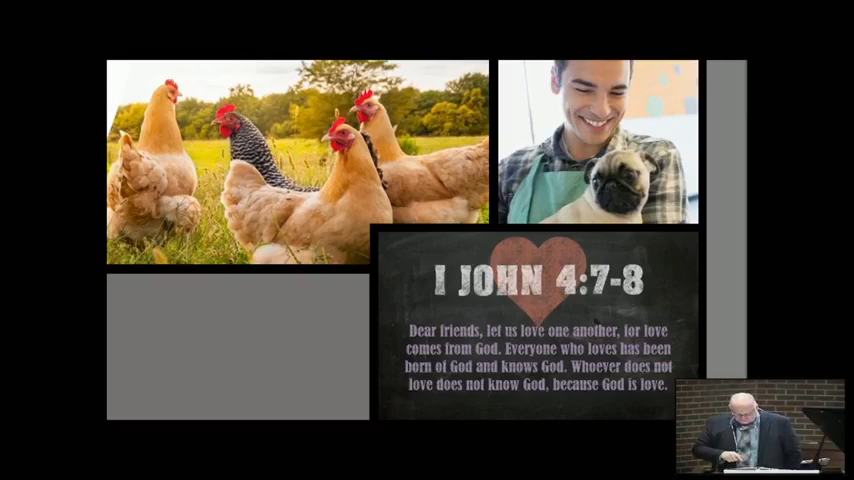 I JOHN 4:7-8
Dear friends, let us love one another, for love
comes from God. Everyone who loves has been
born of God and knows God. Whoever does not
love does not know God, because God is love.